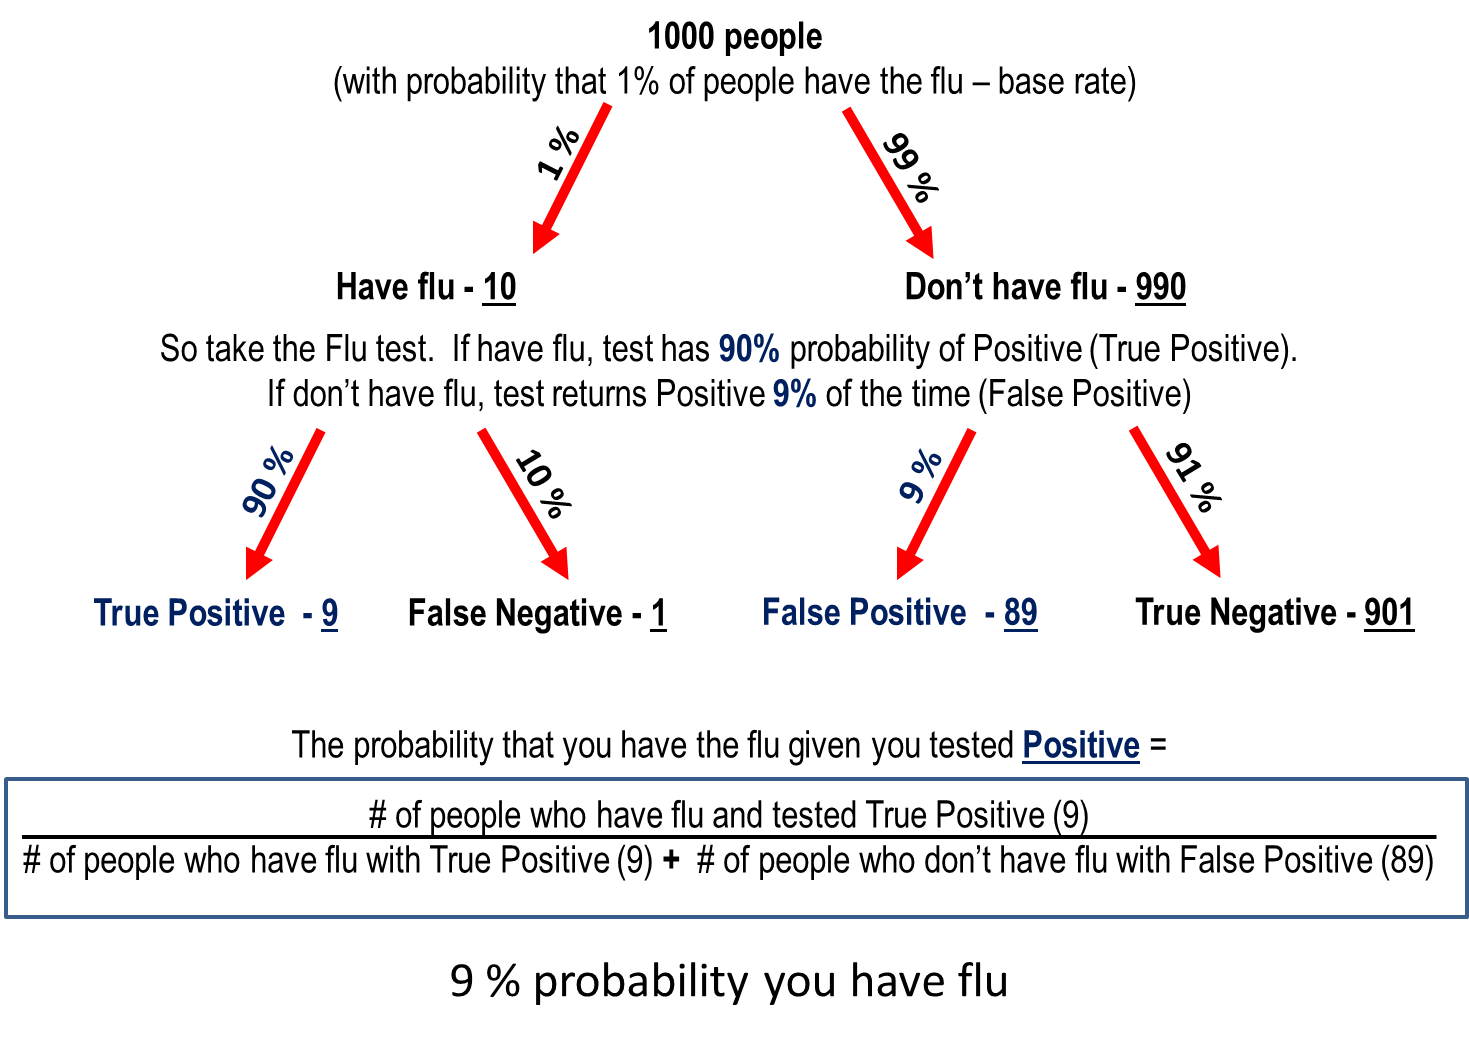 1000 people
(with probability that 1% of people have the flu – base rate)
1 %
99 %
Have flu - 10
Don’t have flu - 990
So take the Flu test.  If have flu, test has 90% probability of Positive (True Positive).
If don’t have flu, test returns Positive 9% of the time (False Positive)
90 %
10 %
9 %
91 %
True Positive  - 9
False Negative - 1
False Positive  - 89
True Negative - 901
The probability that you have the flu given you tested Positive =
# of people who have flu and tested True Positive (9)
# of people who have flu with True Positive (9) +  # of people who don’t have flu with False Positive (89)
9 % probability you have flu